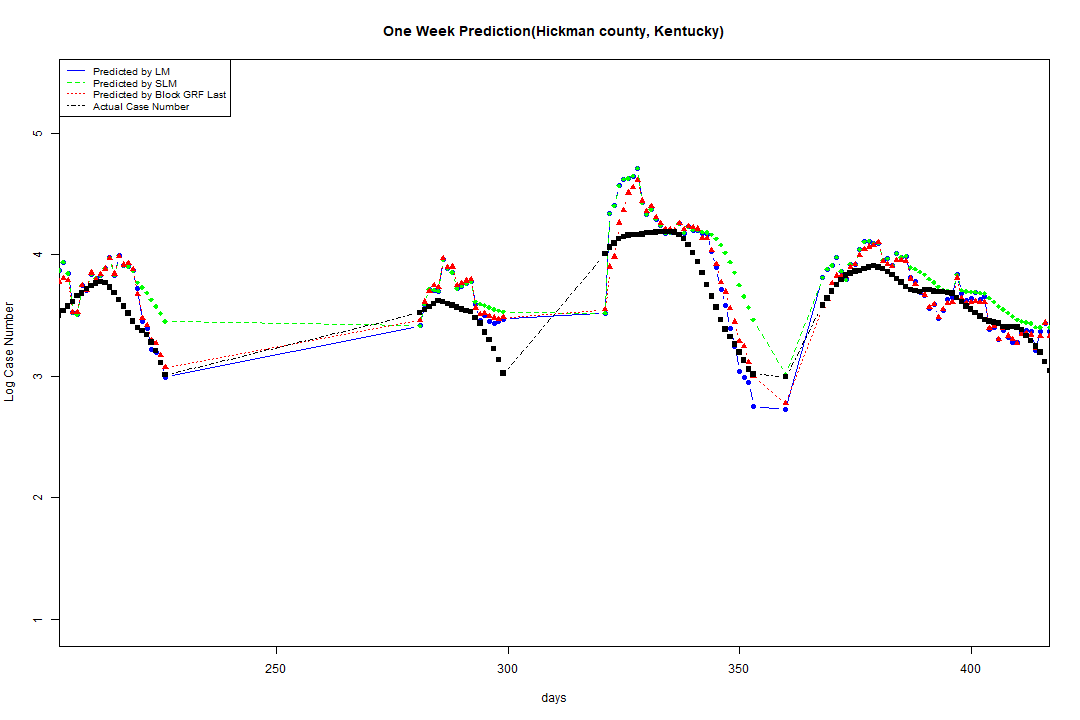 One Week Prediction(Hickman county, Kentucky)
Predicted by LM
Predicted by SLM
Predicted by Block GRF Last
Actual Case Number
5
4
3
2
1
Log Case Number
250
300
350
400
days